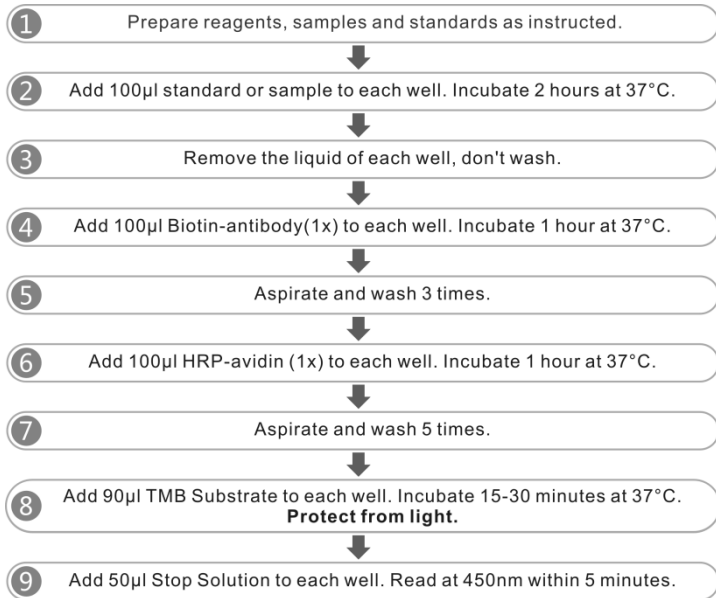 1 Prepare reagents, samples and standards as instructed.
2 Add 100μl standard or sample to each well. Incubate 2 hours at 37°C.
3 Remove the liquid of each well, don't wash.
4 Add 100μl Biotin-antibody(1x) to each well. Incubate 1 hour at 37°C.
5 Aspirate and wash 3 times.
6 Add 100μl HRP-avidin (1x) to each well. Incubate 1 hour at 37°C.
7 Aspirate and wash 5 times.
8 Add 90μl TMB Substrate to each well. Incubate 15-30 minutes at 37°C.
Protect from light.
9 Add 50μl Stop Solution to each well. Read at 450nm within 5 minutes.